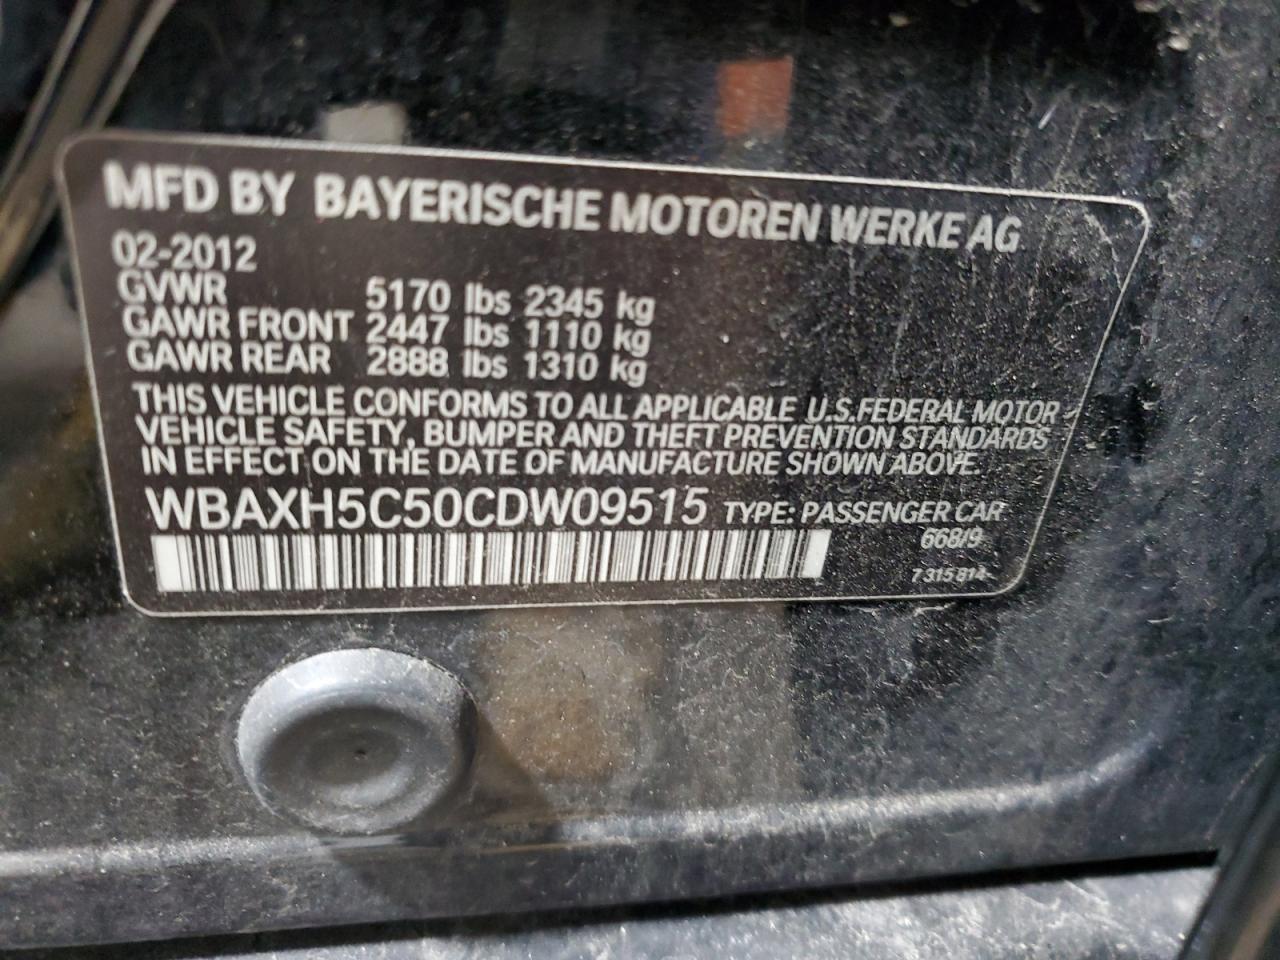 MFD BY BAYERISCHE MOTOREN WERKE AG
02-2012
GVWR 5170 lbs 2345 kg
GAWR FRONT 2447 lbs 1110 kg
GAWR REAR 2888 lbs 1310 kg
THIS VEHICLE CONFORMS TO ALL APPLICABLE U.S.FEDERAL MOTOR
VEHICLE SAFETY, BUMPER AND THEFT PREVENTION STANDARDS
IN EFFECT ON THE DATE OF MANUFACTURE SHOWN ABOVE.
WBAXH5C50CDW09515 TYPE: PASSENGER CAR
668/9
7 315 814